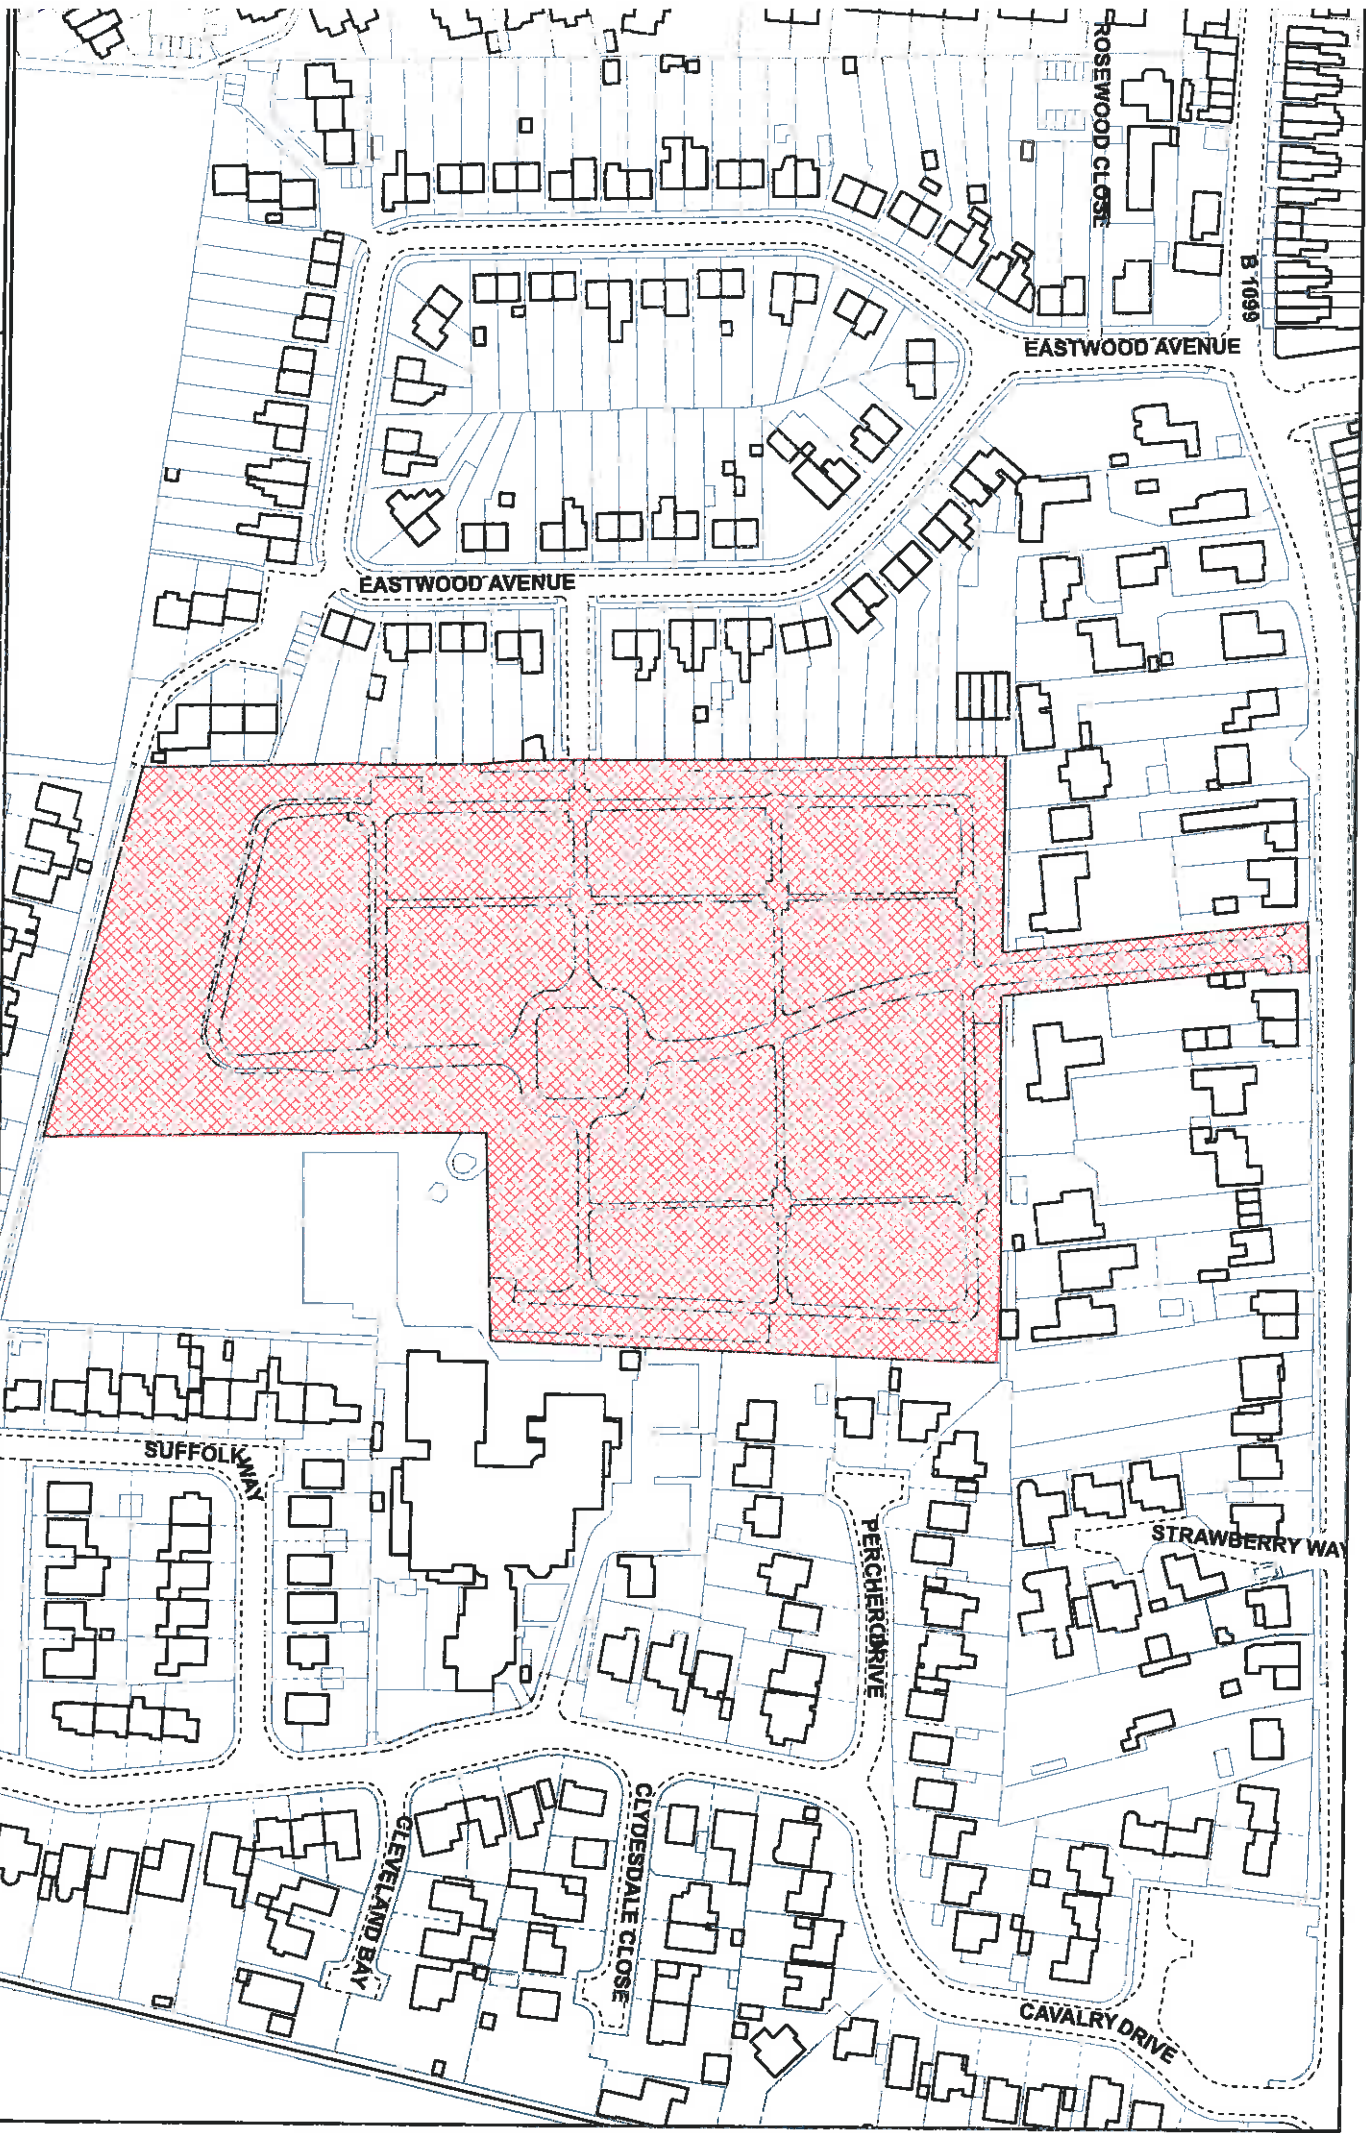 ROSEWOOD CLOSE
B 1099
EASTWOOD AVENUE
EASTWOOD AVENUE
SUFFOLK WAY
STRAWBERRY WAY
PERCHERON DRIVE
CLYDESDALE CLOSE
CLEVELAND BAY
CAVALRY DRIVE